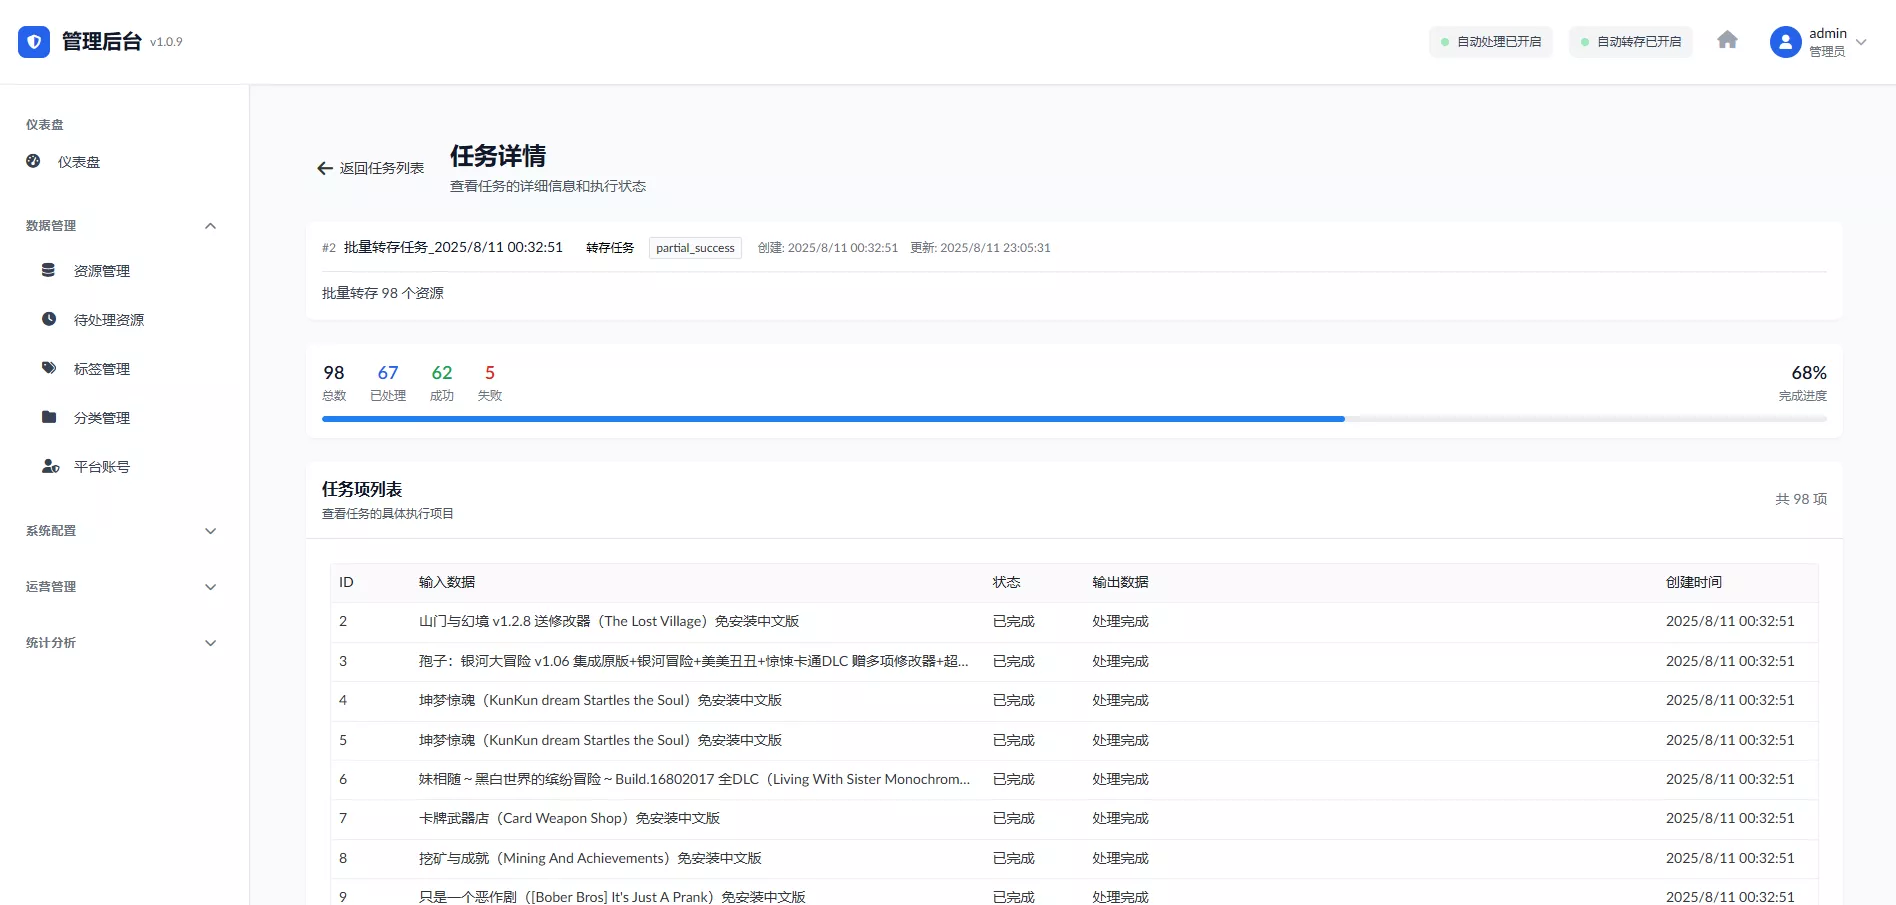 管理后台 v1.0.9
自动处理已开启
自动转存已开启
admin
管理员
仪表盘
仪表盘
数据管理
资源管理
待处理资源
标签管理
分类管理
平台账号
系统配置
运营管理
统计分析
返回任务列表
任务详情
查看任务的详细信息和执行状态
#2 批量转存任务_2025/8/11 00:32:51 转存任务 partial_success 创建: 2025/8/11 00:32:51 更新: 2025/8/11 23:05:31
批量转存 98 个资源
98 67 62 5 68%
总数 已处理 成功 失败 完成进度
任务项列表
查看任务的具体执行项目
共 98 项
ID 输入数据 状态 输出数据 创建时间
2 山门与幻境 v1.2.8 送修改器（The Lost Village）免安装中文版 已完成 处理完成 2025/8/11 00:32:51
3 孢子：银河大冒险 v1.06 集成原版+银河冒险+美美丑丑+惊悚卡通DLC 赠多项修改器+超... 已完成 处理完成 2025/8/11 00:32:51
4 坤梦惊魂（KunKun dream Startles the Soul）免安装中文版 已完成 处理完成 2025/8/11 00:32:51
5 坤梦惊魂（KunKun dream Startles the Soul）免安装中文版 已完成 处理完成 2025/8/11 00:32:51
6 妹相随～黑白世界的缤纷冒险～Build.16802017 全DLC（Living With Sister Monochrom... 已完成 处理完成 2025/8/11 00:32:51
7 卡牌武器店（Card Weapon Shop）免安装中文版 已完成 处理完成 2025/8/11 00:32:51
8 挖矿与成就（Mining And Achievements）免安装中文版 已完成 处理完成 2025/8/11 00:32:51
9 只是一个恶作剧（[Bober Bros] It's Just A Prank）免安装中文版 已完成 处理完成 2025/8/11 00:32:51